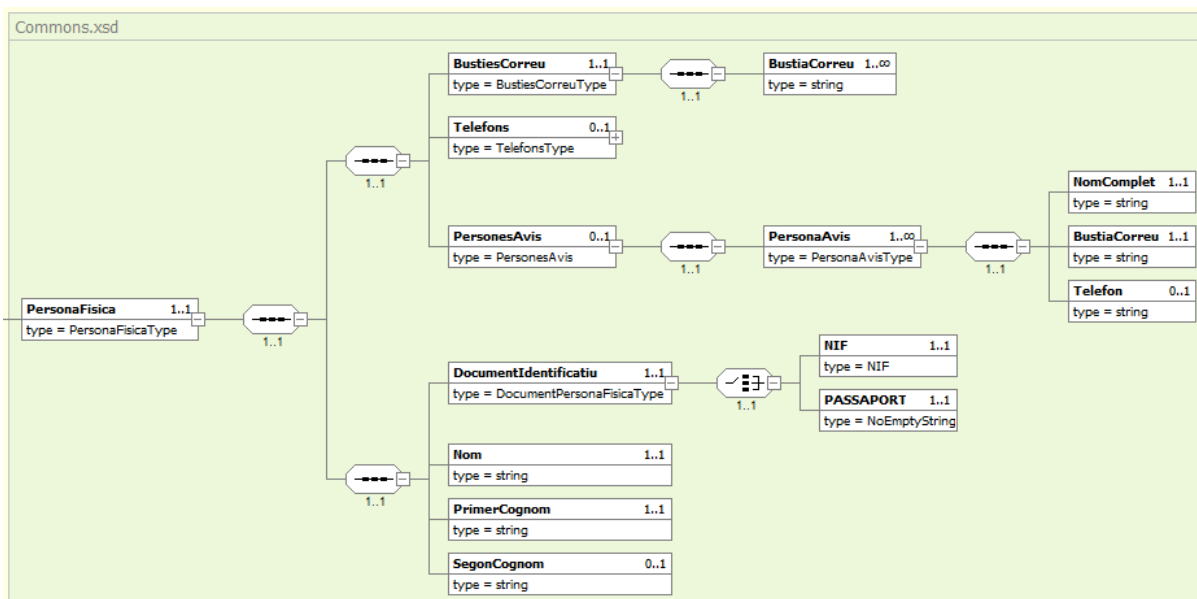 Commons.xsd
BustiesCorreu 1..1
type = BustiesCorreuType
1..1
BustiaCorreu 1..∞
type = string
Telefons 0..1
type = TelefonsType
1..1
PersonesAvis 0..1
type = PersonesAvis
1..1
PersonaAvis 1..∞
type = PersonaAvisType
1..1
NomComplet 1..1
type = string
BustiaCorreu 1..1
type = string
Telefon 0..1
type = string
PersonaFisica 1..1
type = PersonaFisicaType
1..1
DocumentIdentificatiu 1..1
type = DocumentPersonaFisicaType
1..1
NIF 1..1
type = NIF
PASSAPORT 1..1
type = NoEmptyString
Nom 1..1
type = string
1..1
PrimerCognom 1..1
type = string
SegonCognom 0..1
type = string